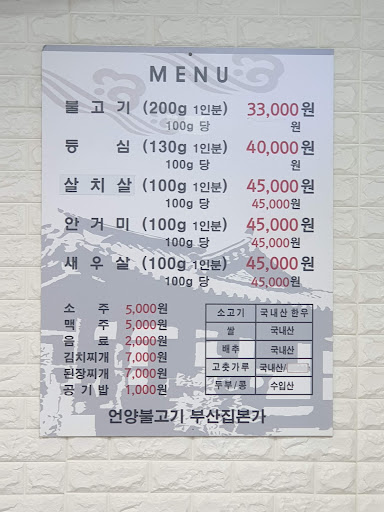 MENU
불고기 (200g 1인분) 33,000원
100g 당 원
등심 (130g 1인분) 40,000원
100g 당 원
살치살 (100g 1인분) 45,000원
100g 당 45,000원
안거미 (100g 1인분) 45,000원
100g 당 45,000원
새우살 (100g 1인분) 45,000원
100g 당 45,000원
소주 5,000원
맥주 5,000원
음료 2,000원
김치찌개 7,000원
된장찌개 7,000원
공기밥 1,000원
소고기 국내산 한우
쌀 국내산
배추 국내산
고춧가루 국내산/
두부/콩 수입산
언양불고기 부산집본가